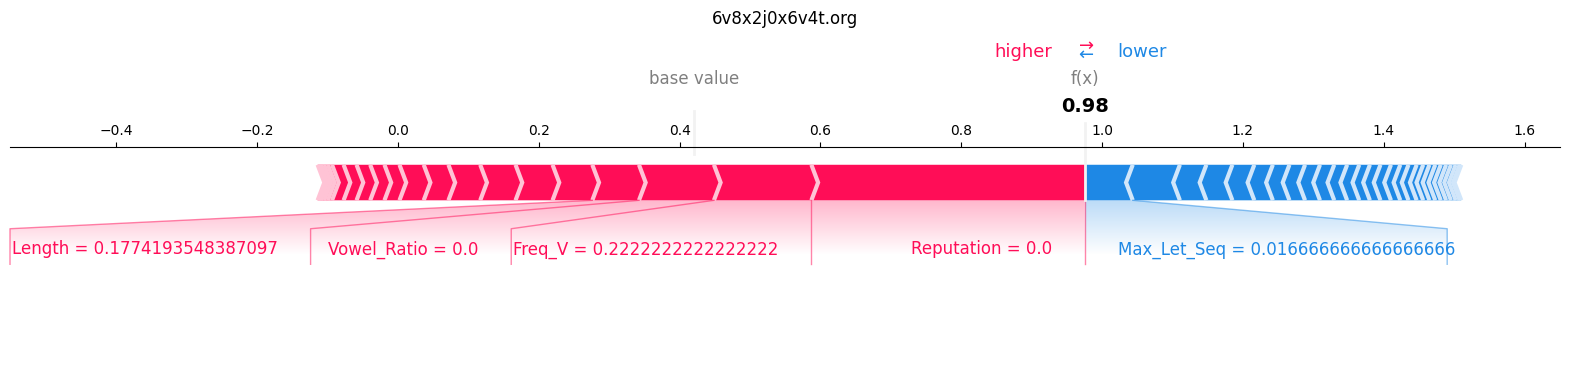 6v8x2j0x6v4t.org
higher ⇄ lower
base value f(x)
0.98
−0.4 −0.2 0.0 0.2 0.4 0.6 0.8 1.0 1.2 1.4 1.6
Length = 0.1774193548387097 Vowel_Ratio = 0.0 Freq_V = 0.2222222222222222 Reputation = 0.0 Max_Let_Seq = 0.016666666666666666